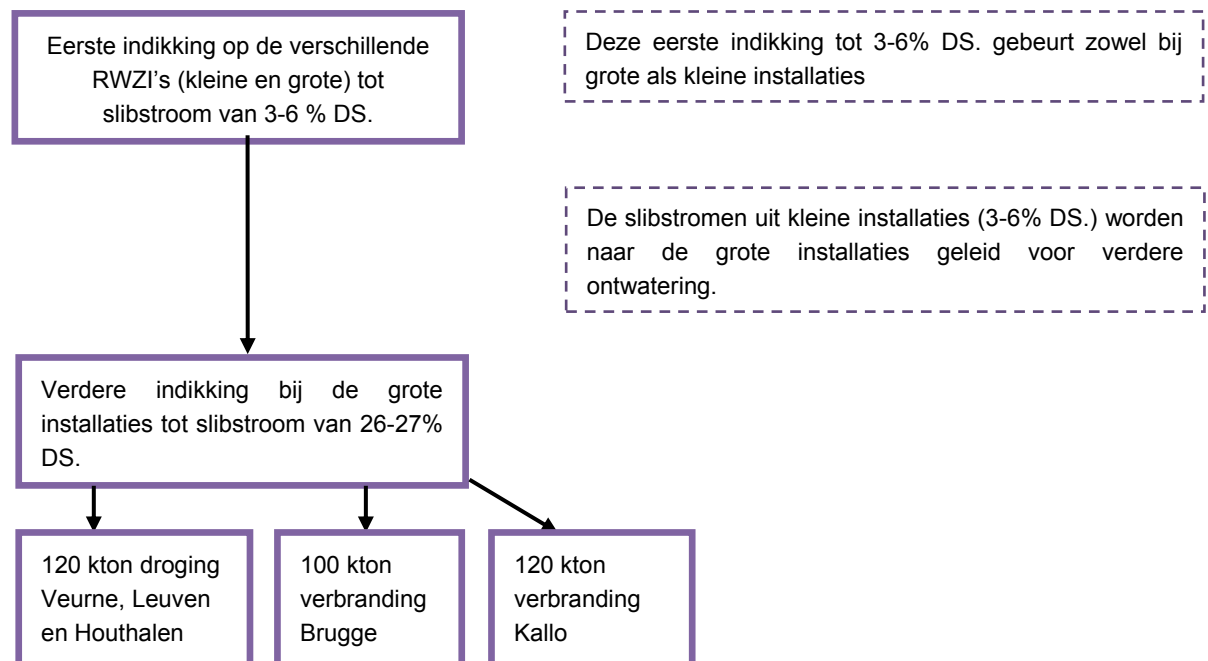 Eerste indikking op de verschillende
RWZI's (kleine en grote) tot
slibstroom van 3-6 % DS.
Deze eerste indikking tot 3-6% DS. gebeurt zowel bij
grote als kleine installaties
De slibstromen uit kleine installaties (3-6% DS.) worden
naar de grote installaties geleid voor verdere
ontwatering.
Verdere indikking bij de grote
installaties tot slibstroom van 26-27%
DS.
120 kton droging
Veurne, Leuven
en Houthalen
100 kton
verbranding
Brugge
120 kton
verbranding
Kallo